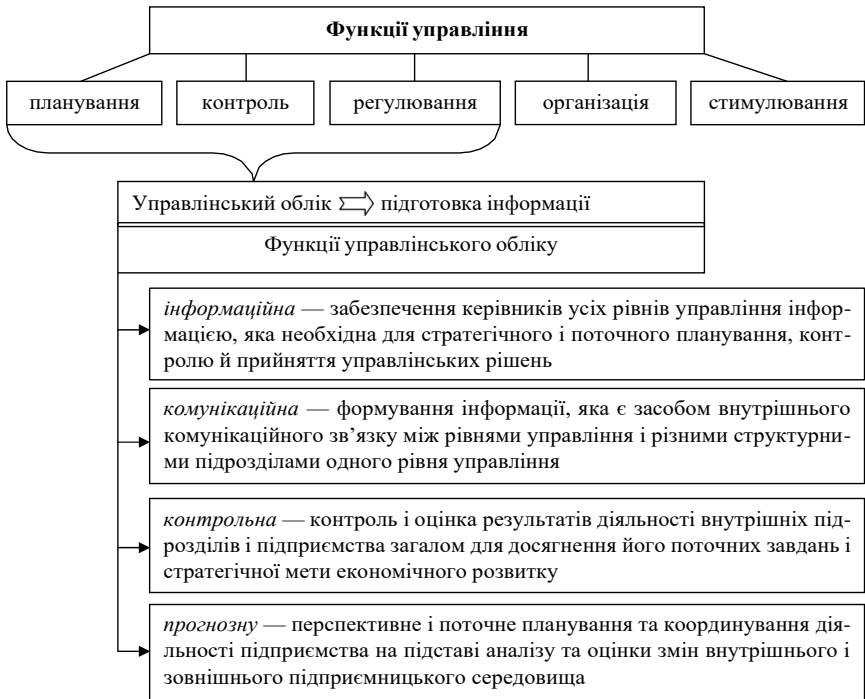 Функції управління
планування контроль регулювання організація стимулювання
Управлінський облік ⇒ підготовка інформації
Функції управлінського обліку
інформаційна — забезпечення керівників усіх рівнів управління інфор-
мацією, яка необхідна для стратегічного і поточного планування, конт-
ролю й прийняття управлінських рішень
комунікаційна — формування інформації, яка є засобом внутрішнього
комунікаційного зв’язку між рівнями управління і різними структурни-
ми підрозділами одного рівня управління
контрольна — контроль і оцінка результатів діяльності внутрішніх під-
розділів і підприємства загалом для досягнення його поточних завдань і
стратегічної мети економічного розвитку
прогнозну — перспективне і поточне планування та координування дія-
льності підприємства на підставі аналізу та оцінки змін внутрішнього і
зовнішнього підприємницького середовища